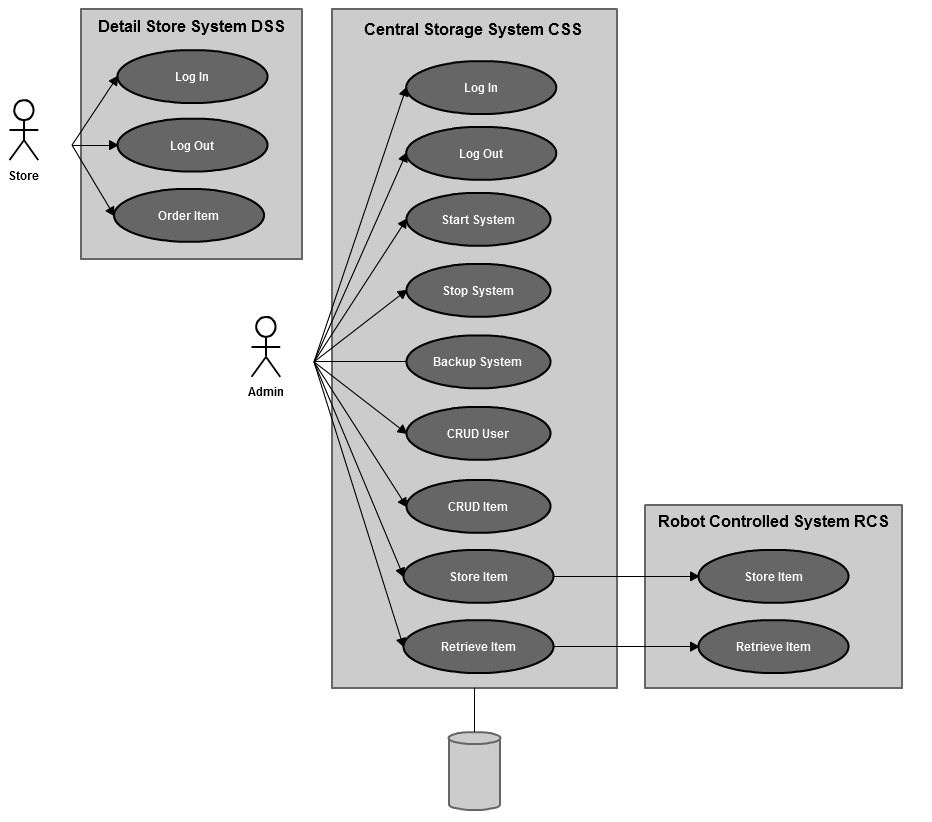 Detail Store System DSS
Log In
Log Out
Order Item
Store
Central Storage System CSS
Log In
Log Out
Start System
Stop System
Backup System
CRUD User
CRUD Item
Store Item
Retrieve Item
Admin
Robot Controlled System RCS
Store Item
Retrieve Item